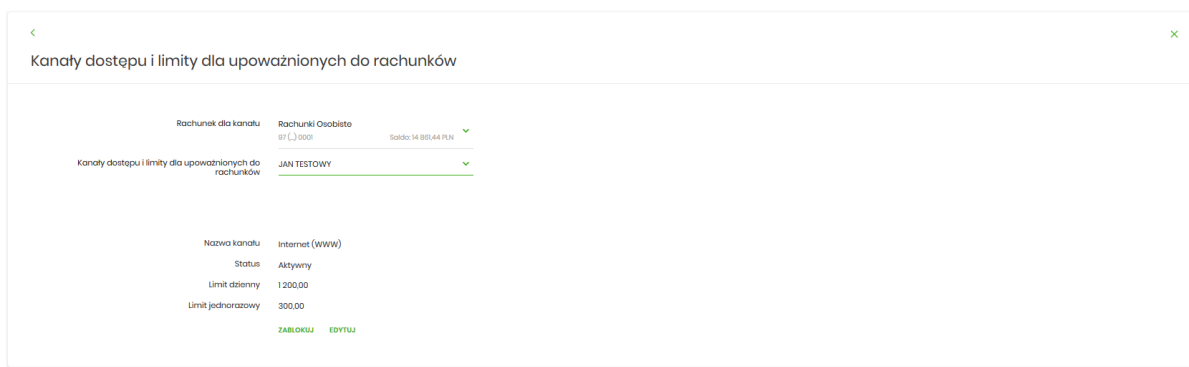 Kanały dostępu i limity dla upoważnionych do rachunków
Rachunek dla kanału
Rachunki Osobiste
97 (...) 0001 Saldo: 14 861,44 PLN
Kanały dostępu i limity dla upoważnionych do
rachunków
JAN TESTOWY
Nazwa kanału Internet (WWW)
Status Aktywny
Limit dzienny 1 200,00
Limit jednorazowy 300,00
ZABLOKUJ EDYTUJ